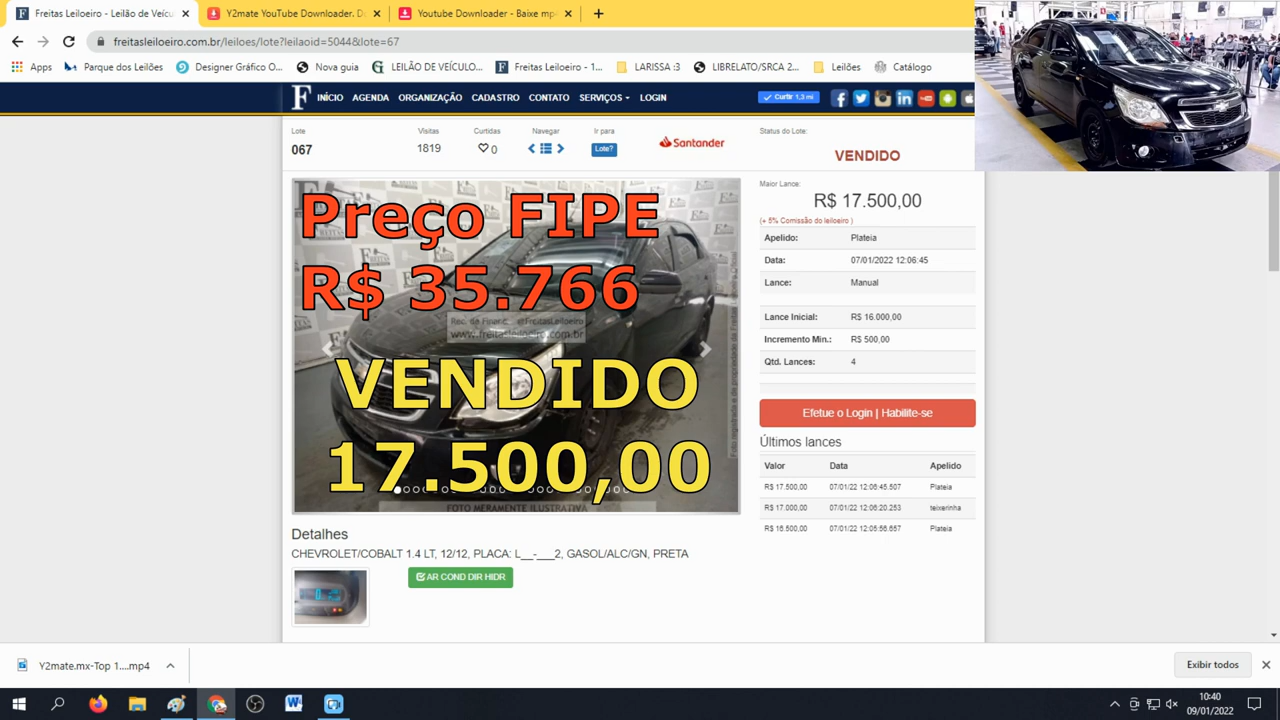 Freitas Leiloeiro - Leilão de Veícu
Y2mate YouTube Downloader. D
Youtube Downloader - Baixe mp
freitasleiloeiro.com.br/leiloes/lote?leilaoid=5044&lote=67
Apps
Parque dos Leilões
Designer Gráfico O...
Nova guia
LEILÃO DE VEÍCULO...
Freitas Leiloeiro - 1...
LARISSA :3
LIBRELATO/SRCA 2...
Leilões
Catálogo
INÍCIO AGENDA ORGANIZAÇÃO CADASTRO CONTATO SERVIÇOS LOGIN
Curtir 1,3 mi
Lote
067
Visitas
1819
Curtidas
0
Navegar
Ir para
Lote?
Santander
Status do Lote:
VENDIDO
Preço FIPE
R$ 35.766
Rec. de Financ. @FreitasLeiloeiro
www.freitasleiloeiro.com.br
VENDIDO
17.500,00
FOTO MERAMENTE ILUSTRATIVA
Maior Lance:
R$ 17.500,00
(+ 5% Comissão do leiloeiro )
Apelido: Plateia
Data: 07/01/2022 12:06:45
Lance: Manual
Lance Inicial: R$ 16.000,00
Incremento Min.: R$ 500,00
Qtd. Lances: 4
Efetue o Login | Habilite-se
Últimos lances
Valor Data Apelido
R$ 17.500,00 07/01/22 12:06:45.507 Plateia
R$ 17.000,00 07/01/22 12:06:20.253 teixerinha
R$ 16.500,00 07/01/22 12:05:56.657 Plateia
Detalhes
CHEVROLET/COBALT 1.4 LT, 12/12, PLACA: L__-___2, GASOL/ALC/GN, PRETA
AR COND DIR HIDR
Y2mate.mx-Top 1....mp4
Exibir todos
10:40
09/01/2022